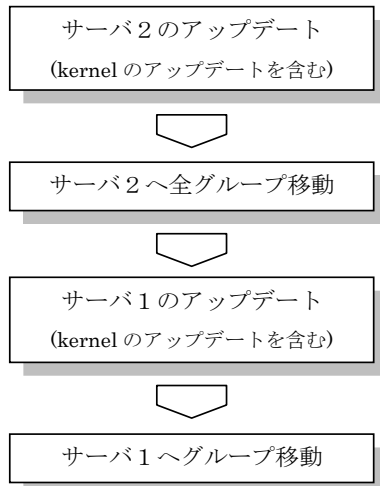 サーバ２のアップデート
(kernel のアップデートを含む)
サーバ２へ全グループ移動
サーバ１のアップデート
(kernel のアップデートを含む)
サーバ１へグループ移動